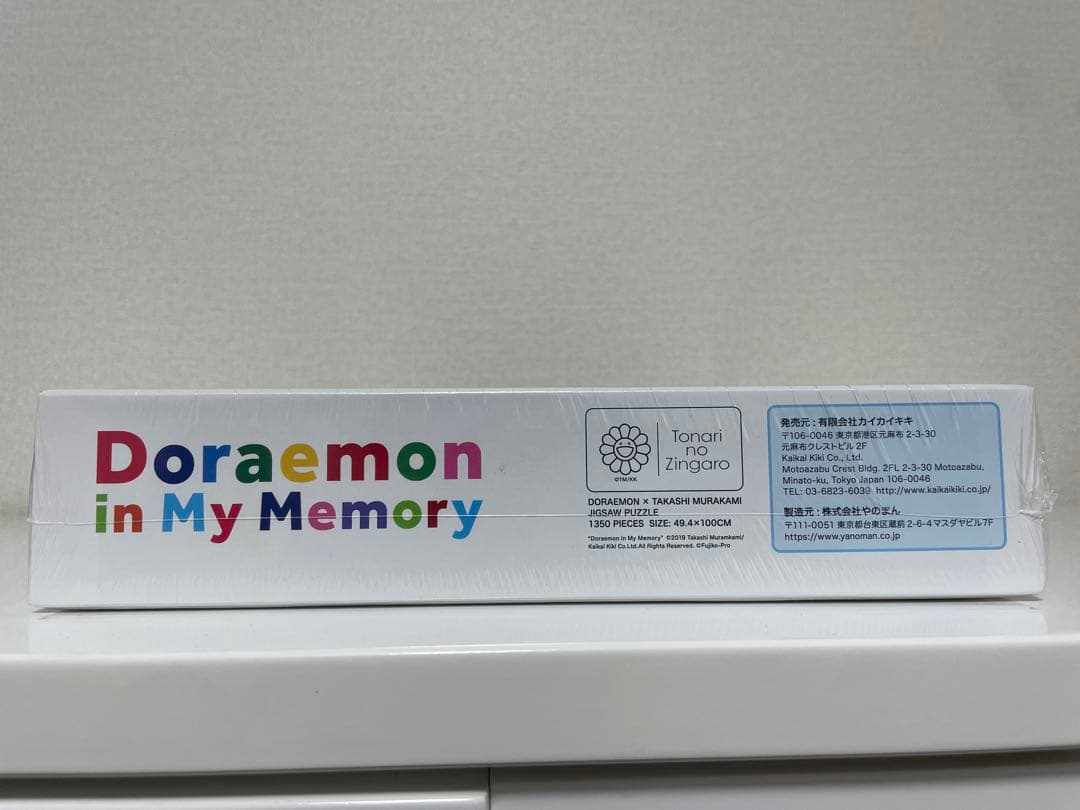 Doraemon
in My Memory
Tonari
no
Zingaro
©TM/KK
DORAEMON × TAKASHI MURAKAMI
JIGSAW PUZZLE
1350 PIECES SIZE: 49.4×100CM
"Doraemon in My Memory" ©2019 Takashi Muramkami/
Kaikai Kiki Co.Ltd.All Rights Reserved. ©Fujiko-Pro
発売元 : 有限会社カイカイキキ
〒106-0046 東京都港区元麻布 2-3-30
元麻布クレストビル 2F
Kaikai Kiki Co., Ltd.
Motoazabu Crest Bldg. 2FL 2-3-30 Motoazabu,
Minato-ku, Tokyo Japan 106-0046
TEL: 03-6823-6039 http://www.kaikaikiki.co.jp/
製造元 : 株式会社やのまん
〒111-0051 東京都台東区蔵前 2-6-4マスダヤビル7F
https://www.yanoman.co.jp